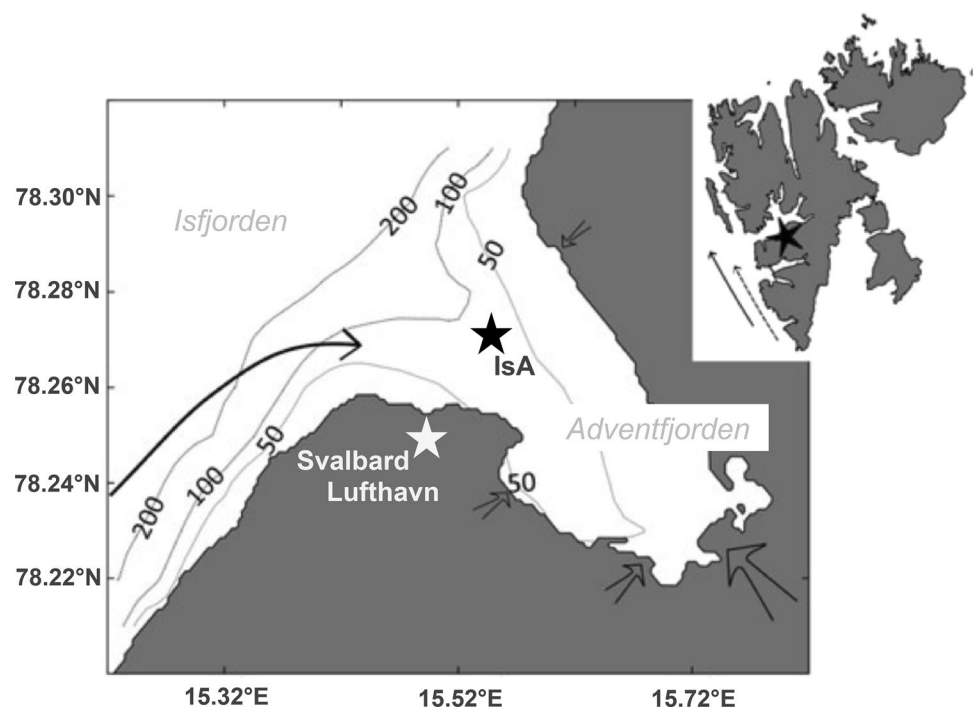 78.30°N
78.28°N
78.26°N
78.24°N
78.22°N
Isfjorden
200
100
50
IsA
Adventfjorden
Svalbard
Lufthavn
50
100
200
50
15.32°E
15.52°E
15.72°E